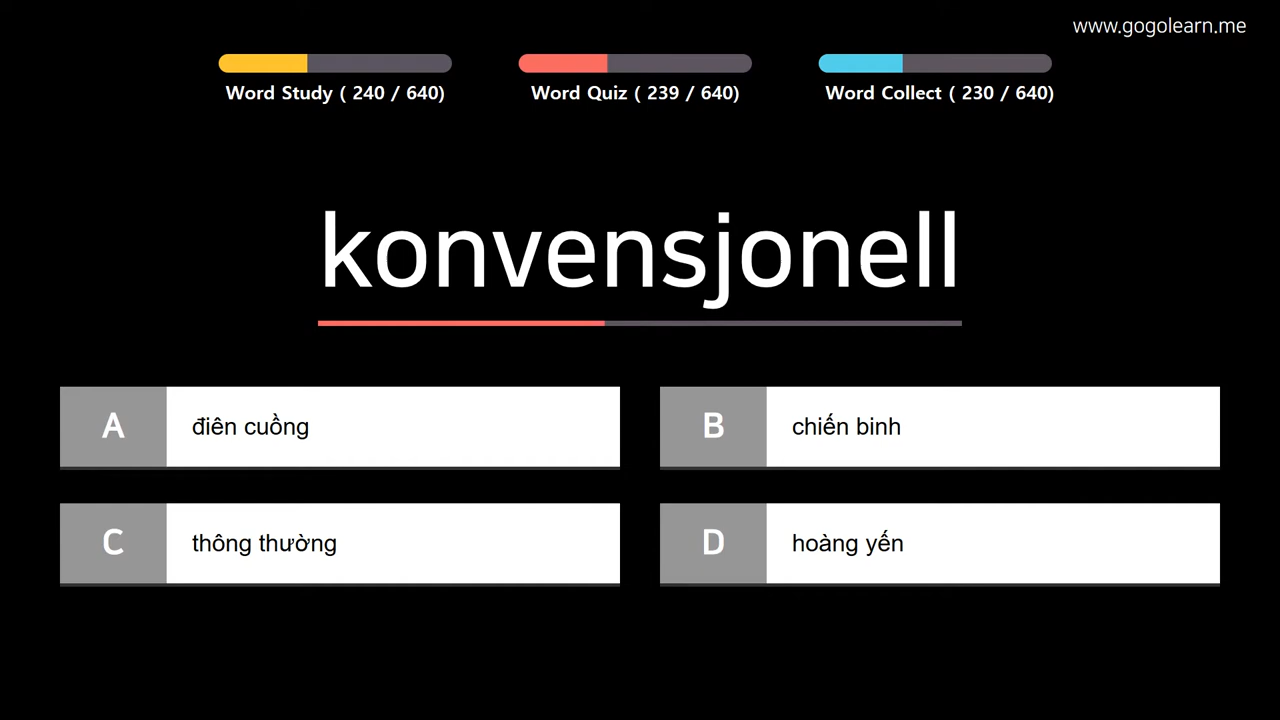 www.gogolearn.me
Word Study ( 240 / 640)
Word Quiz ( 239 / 640)
Word Collect ( 230 / 640)
konvensjonell
A điên cuồng
B chiến binh
C thông thường
D hoàng yến